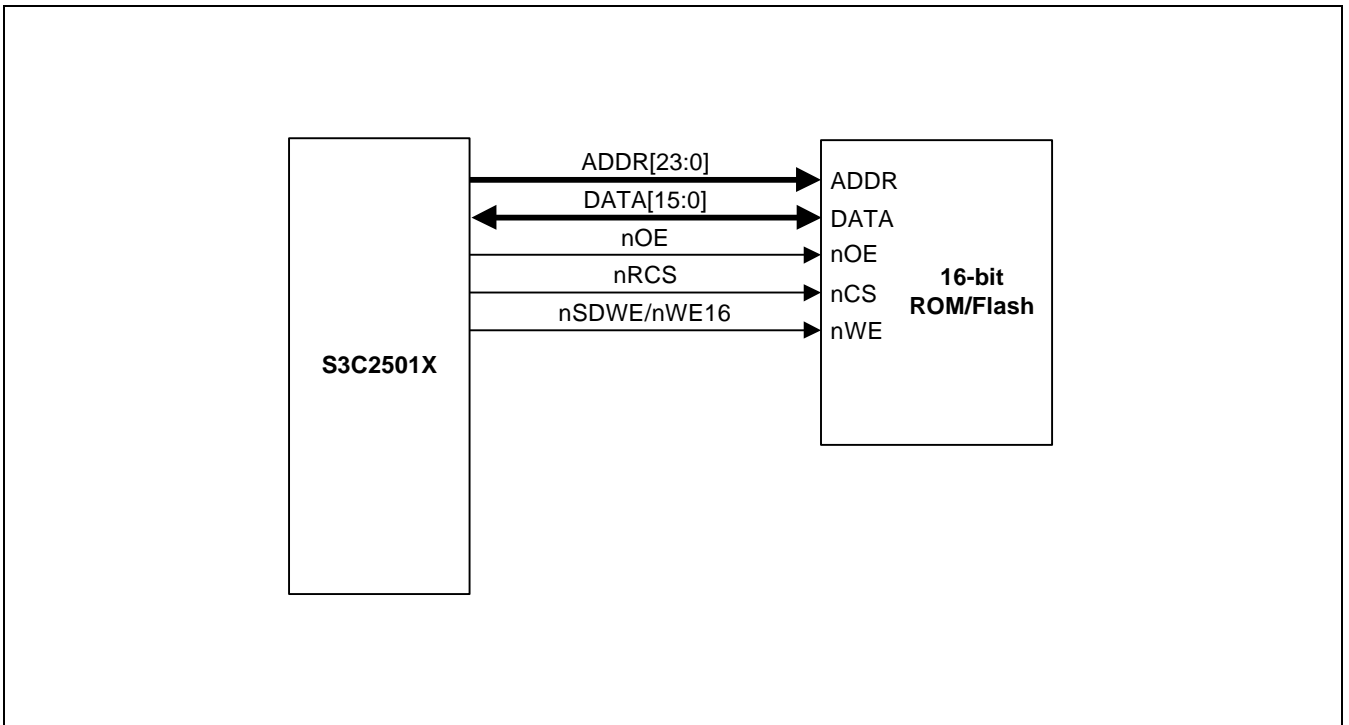 ADDR[23:0]
ADDR
DATA[15:0]
DATA
nOE
nOE
nRCS
nCS
nSDWE/nWE16
nWE
S3C2501X
16-bit
ROM/Flash